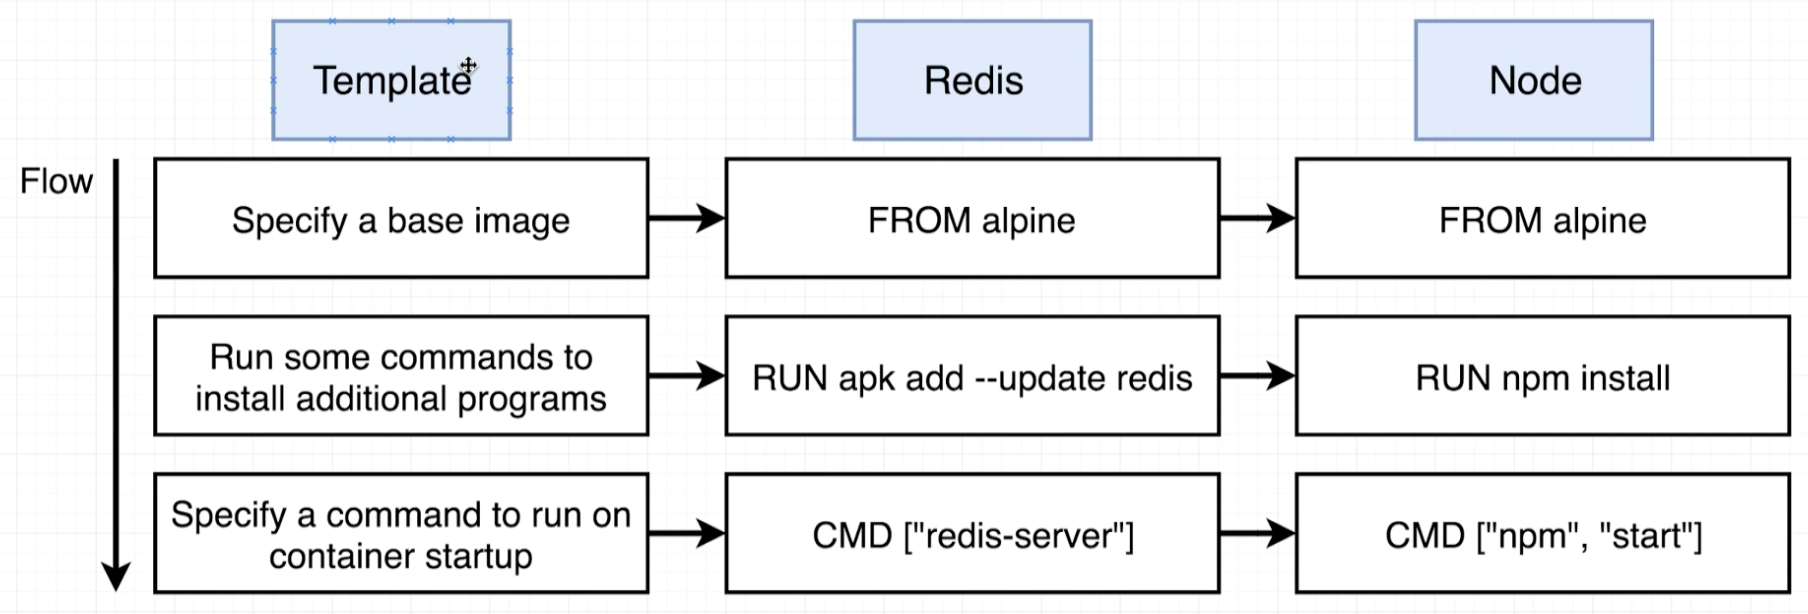 Template
Redis
Node
Flow
Specify a base image
FROM alpine
FROM alpine
Run some commands to
install additional programs
RUN apk add --update redis
RUN npm install
Specify a command to run on
container startup
CMD ["redis-server"]
CMD ["npm", "start"]